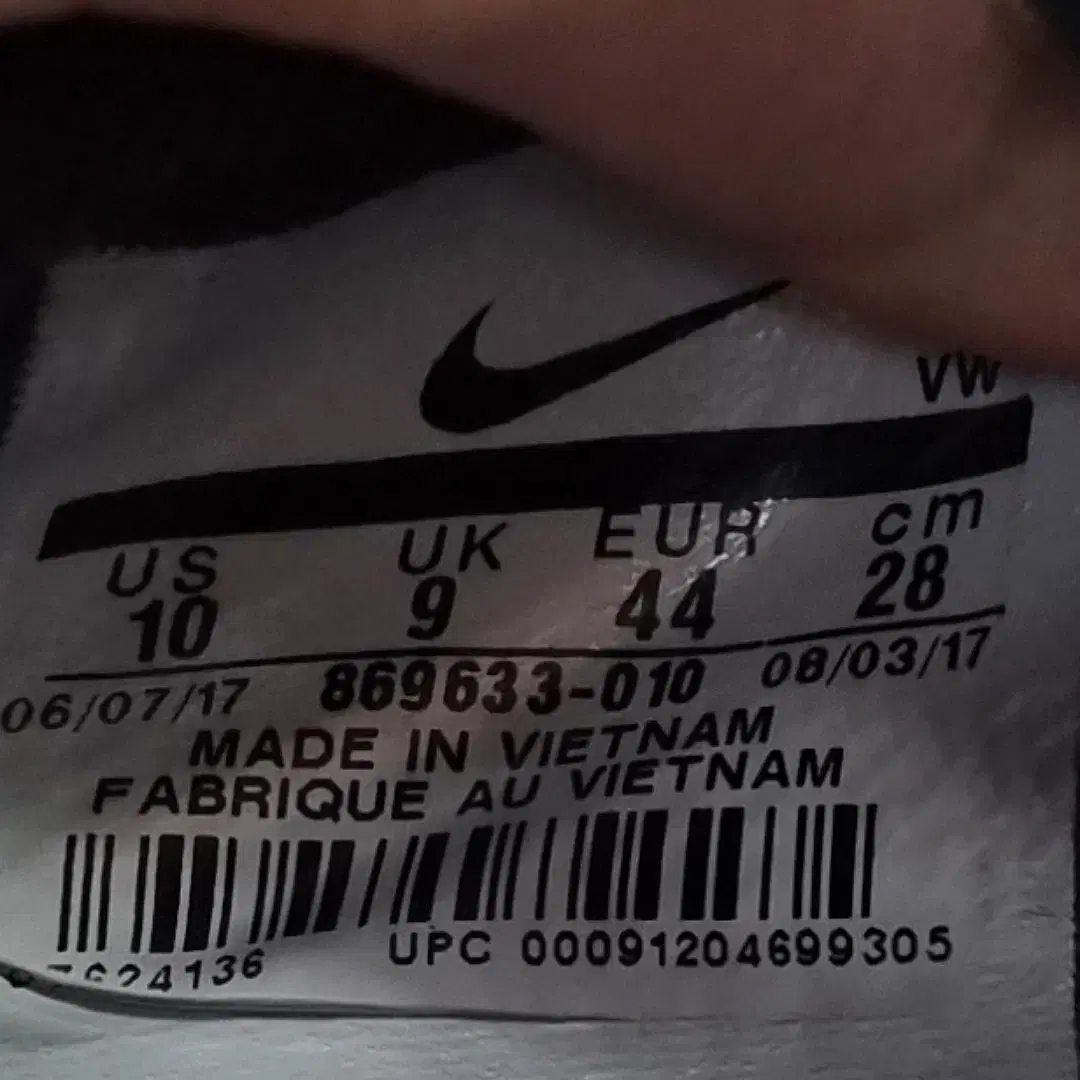 VW
US UK EUR cm
10 9 44 28
06/07/17 869633-010 08/03/17
MADE IN VIETNAM
FABRIQUE AU VIETNAM
UPC 00091204699305